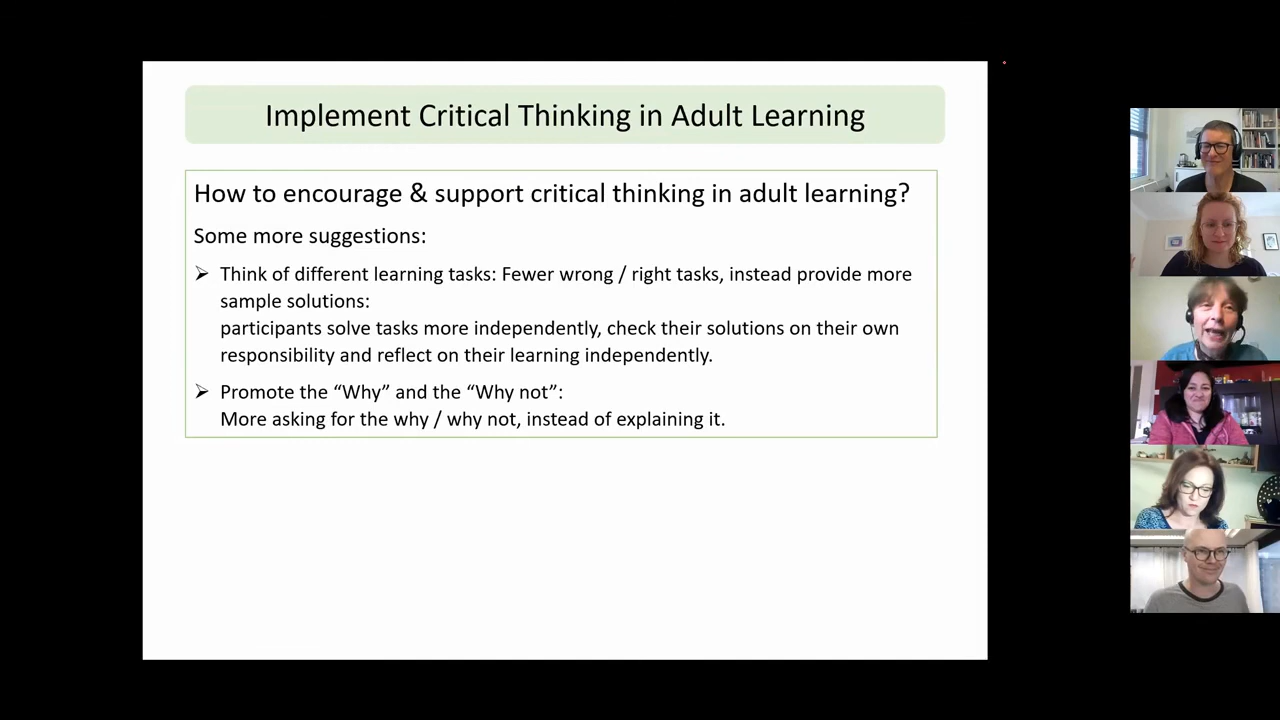 Implement Critical Thinking in Adult Learning
How to encourage & support critical thinking in adult learning?
Some more suggestions:
➢ Think of different learning tasks: Fewer wrong / right tasks, instead provide more
sample solutions:
participants solve tasks more independently, check their solutions on their own
responsibility and reflect on their learning independently.
➢ Promote the “Why” and the “Why not”:
More asking for the why / why not, instead of explaining it.